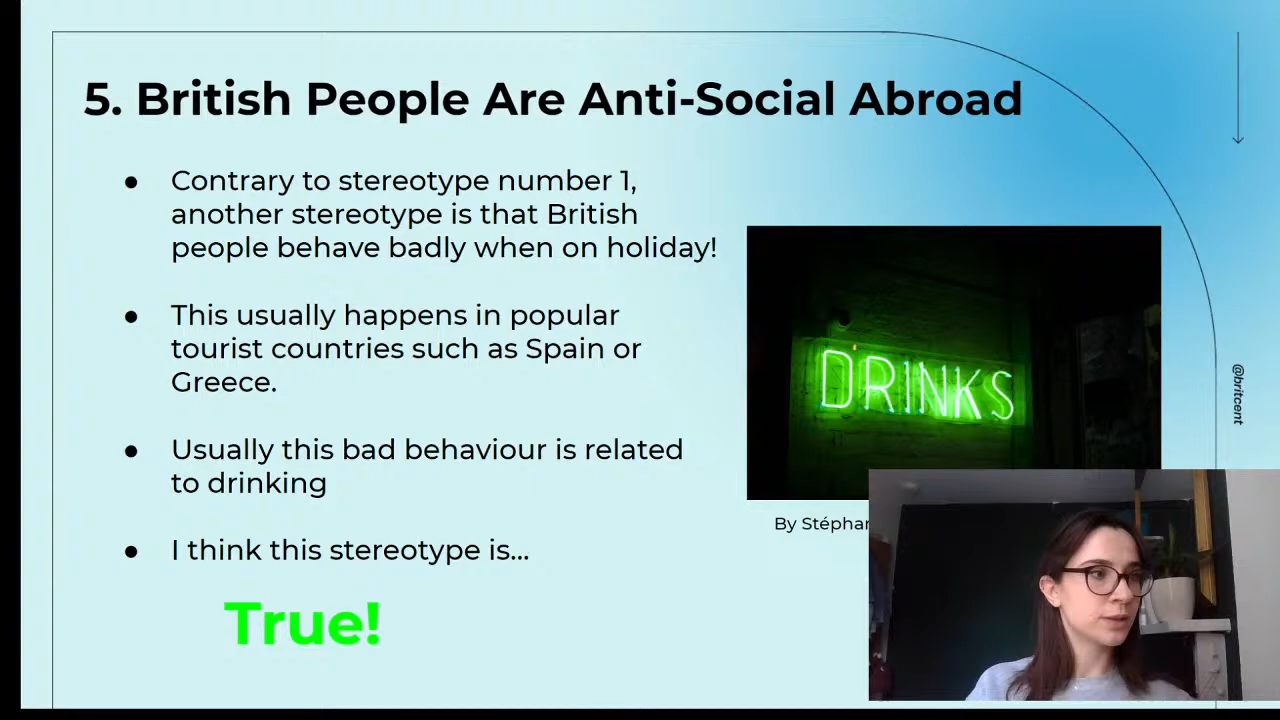 5. British People Are Anti-Social Abroad
● Contrary to stereotype number 1,
another stereotype is that British
people behave badly when on holiday!
● This usually happens in popular
tourist countries such as Spain or
Greece.
● Usually this bad behaviour is related
to drinking
● I think this stereotype is...
True!
DRINKS
By
@britcent